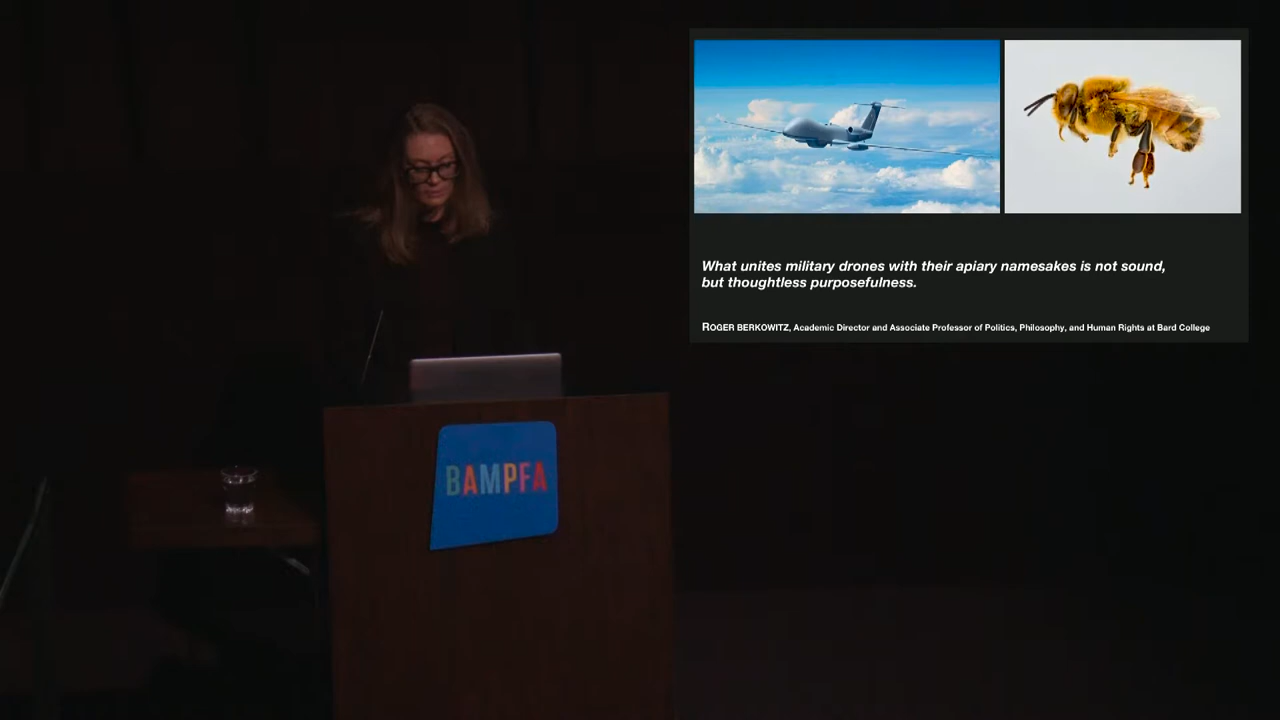 What unites military drones with their apiary namesakes is not sound,
but thoughtless purposefulness.
ROGER BERKOWITZ, Academic Director and Associate Professor of Politics, Philosophy, and Human Rights at Bard College
BAMPFA